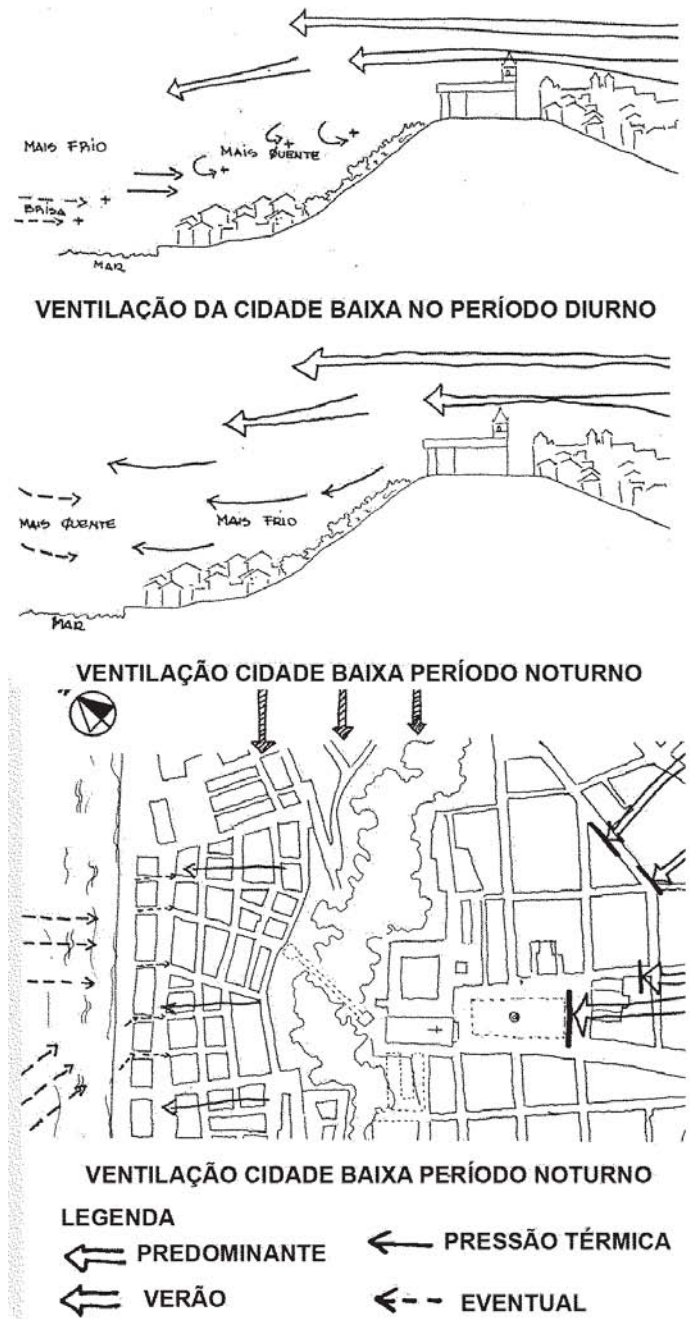 MAIS FRIO
MAIS QUENTE
BRISA
MAR
VENTILAÇÃO DA CIDADE BAIXA NO PERÍODO DIURNO
MAIS QUENTE
MAIS FRIO
MAR
VENTILAÇÃO CIDADE BAIXA PERÍODO NOTURNO
VENTILAÇÃO CIDADE BAIXA PERÍODO NOTURNO
LEGENDA
PREDOMINANTE
PRESSÃO TÉRMICA
VERÃO
EVENTUAL